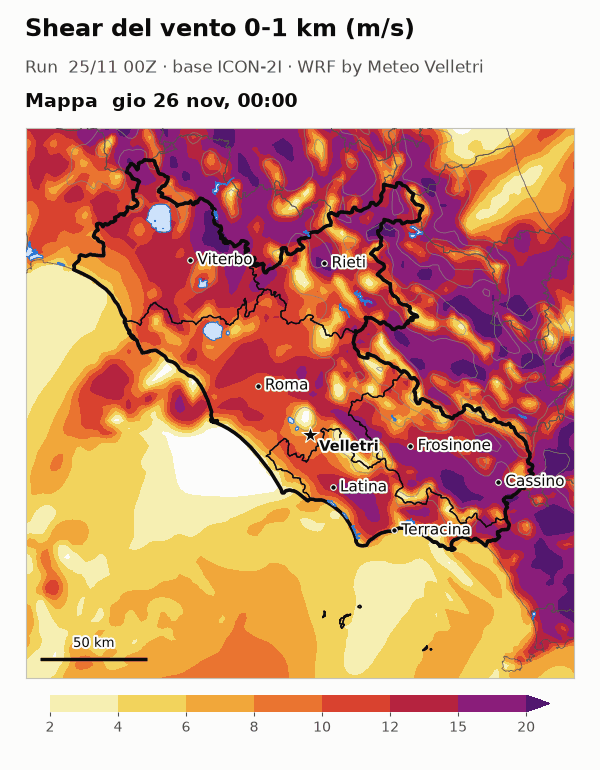 Shear del vento 0-1 km (m/s)
Run  25/11 00Z · base ICON-2I · WRF by Meteo Velletri
Mappa  gio 26 nov, 00:00
Viterbo
Rieti
Roma
Velletri
Frosinone
Cassino
Latina
Terracina
50 km
2 4 6 8 10 12 15 20